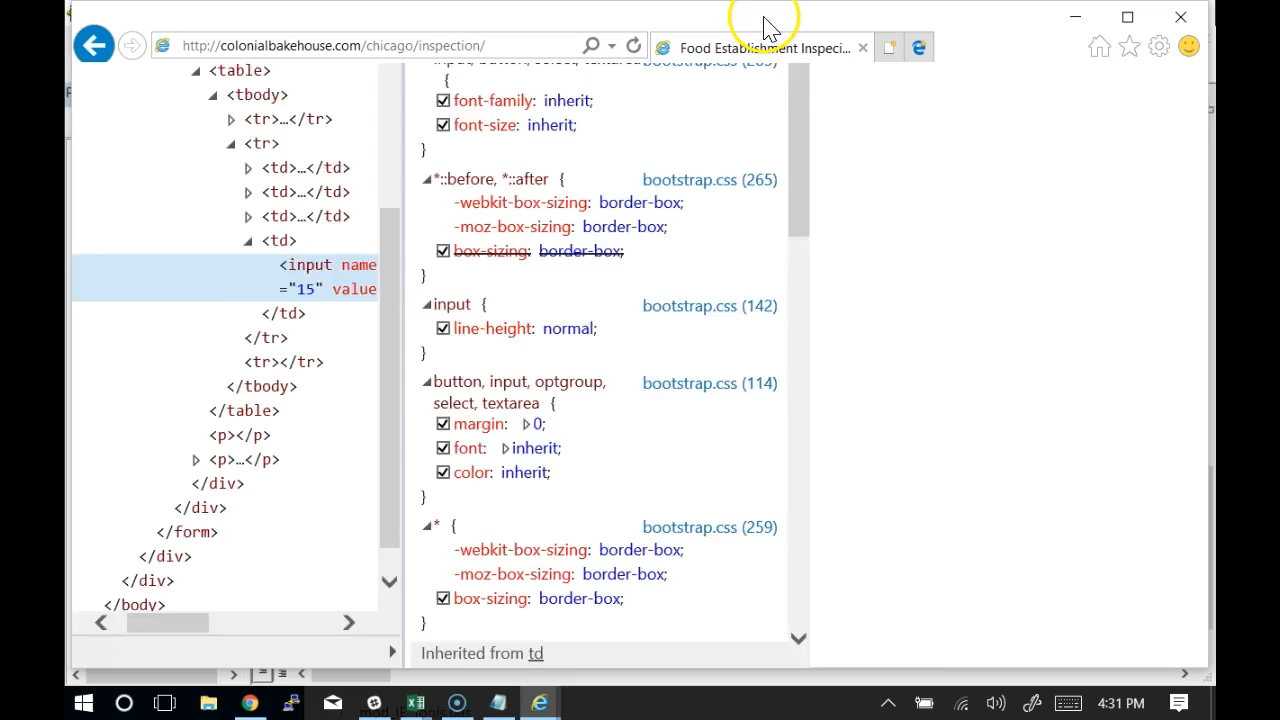 http://colonialbakehouse.com/chicago/inspection/
Food Establishment Inspeci...
<table>
<tbody>
<tr>…</tr>
<tr>
<td>…</td>
<td>…</td>
<td>…</td>
<td>
<input name
="15" value
</td>
</tr>
<tr></tr>
</tbody>
</table>
<p></p>
<p>…</p>
</div>
</div>
</form>
</div>
</div>
</body>
{
font-family: inherit;
font-size: inherit;
}
*::before, *::after { bootstrap.css (265)
-webkit-box-sizing: border-box;
-moz-box-sizing: border-box;
box-sizing: border-box;
}
input { bootstrap.css (142)
line-height: normal;
}
button, input, optgroup, bootstrap.css (114)
select, textarea {
margin: 0;
font: inherit;
color: inherit;
}
* { bootstrap.css (259)
-webkit-box-sizing: border-box;
-moz-box-sizing: border-box;
box-sizing: border-box;
}
Inherited from td
4:31 PM